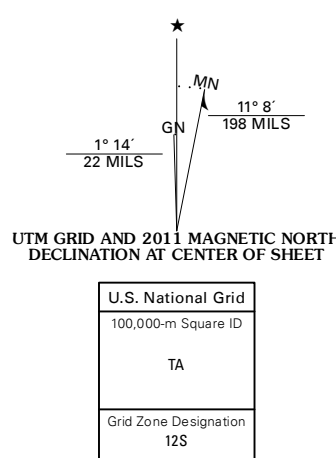 ★
MN
11° 8´
198 MILS
GN
1° 14´
22 MILS
UTM GRID AND 2011 MAGNETIC NORTH
DECLINATION AT CENTER OF SHEET
U.S. National Grid
100,000-m Square ID
TA
Grid Zone Designation
12S